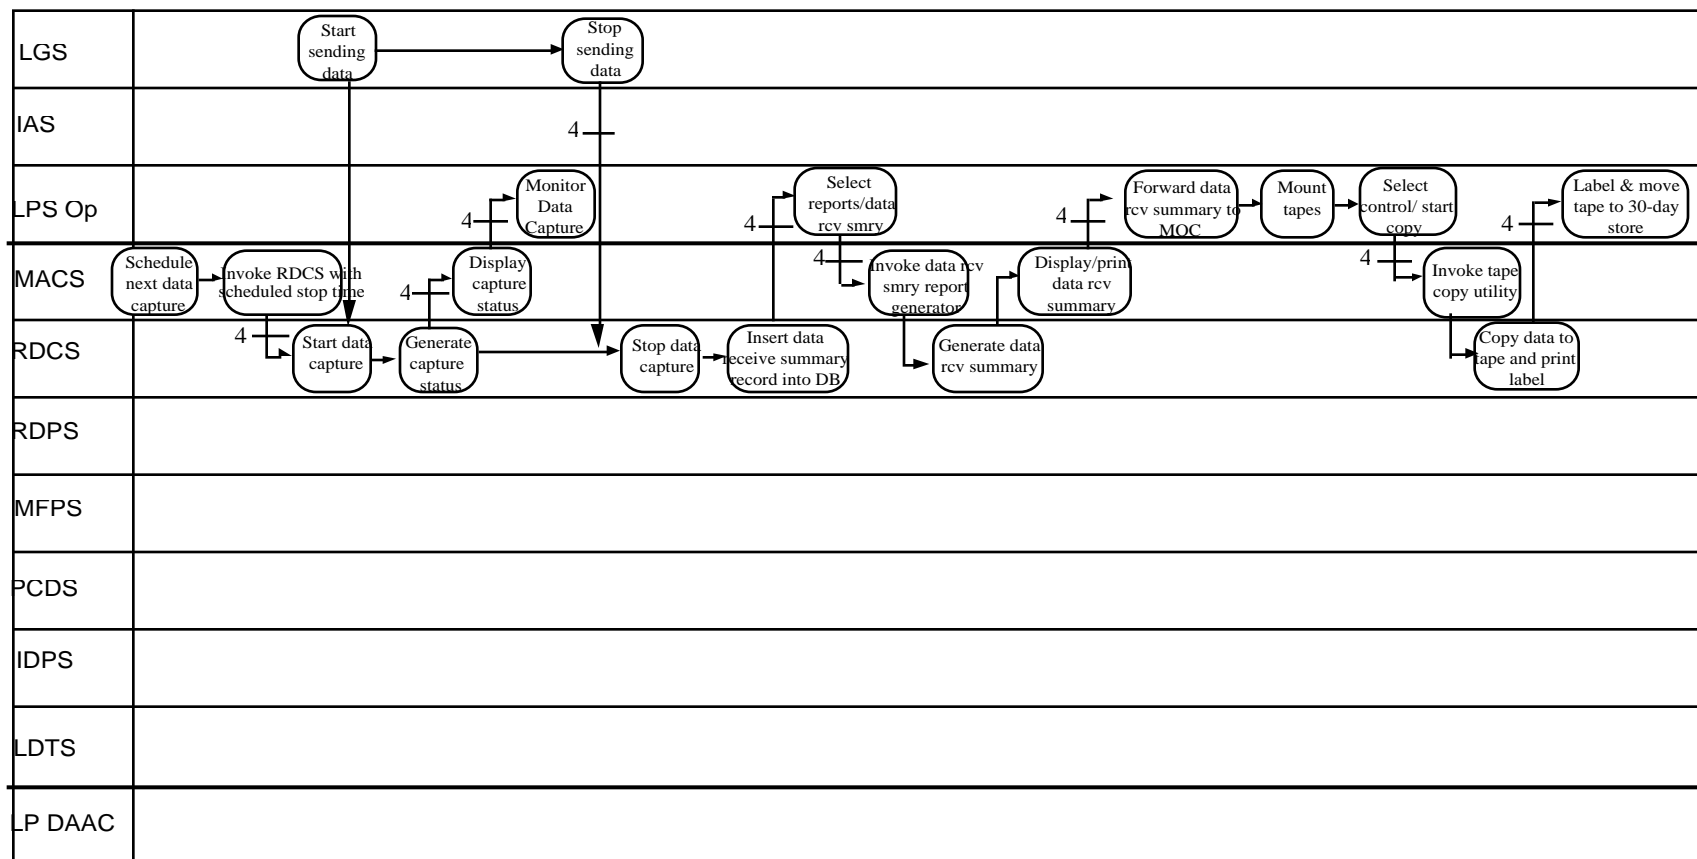 LGS
Start
sending
data
Stop
sending
data
IAS
4
LPS Op
Monitor
Data
Capture
4
Select
reports/data
rcv smry
4
Forward data
rcv summary to
MOC
4
Mount
tapes
Select
control/ start
copy
Label & move
tape to 30-day
store
4
MACS
Schedule
next data
capture
Invoke RDCS with
scheduled stop time
Display
capture
status
4
4
Invoke data rcv
smry report
generator
Display/print
data rcv
summary
4
Invoke tape
copy utility
RDCS
4
Start data
capture
Generate
capture
status
Stop data
capture
Insert data
receive summary
record into DB
Generate data
rcv summary
Copy data to
tape and print
label
RDPS
MFPS
PCDS
IDPS
LDTS
LP DAAC